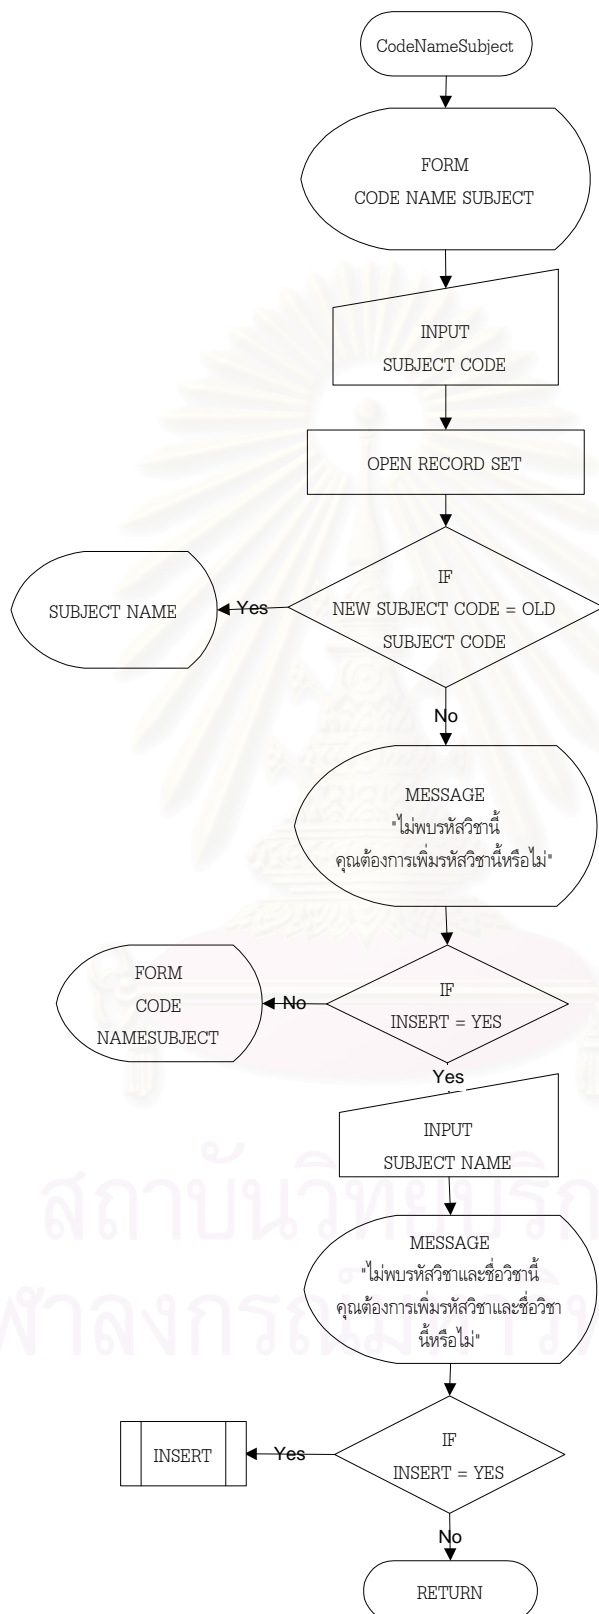 CodeNameSubject
FORM
CODE NAME SUBJECT
INPUT
SUBJECT CODE
OPEN RECORD SET
IF
NEW SUBJECT CODE = OLD
SUBJECT CODE
Yes
SUBJECT NAME
No
MESSAGE
"ไม่พบรหัสวิชานี้
คุณต้องการเพิ่มรหัสวิชานี้หรือไม่"
IF
INSERT = YES
No
FORM
CODE
NAMESUBJECT
Yes
INPUT
SUBJECT NAME
MESSAGE
"ไม่พบรหัสวิชาและชื่อวิชานี้
คุณต้องการเพิ่มรหัสวิชาและชื่อวิชา
นี้หรือไม่"
IF
INSERT = YES
Yes
INSERT
No
RETURN